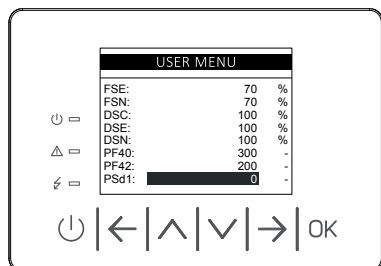 USER MENU
FSE: 70 %
FSN: 70 %
DSC: 100 %
DSE: 100 %
DSN: 100 %
PF40: 300 -
PF42: 200 -
PSd1: 0 -
OK